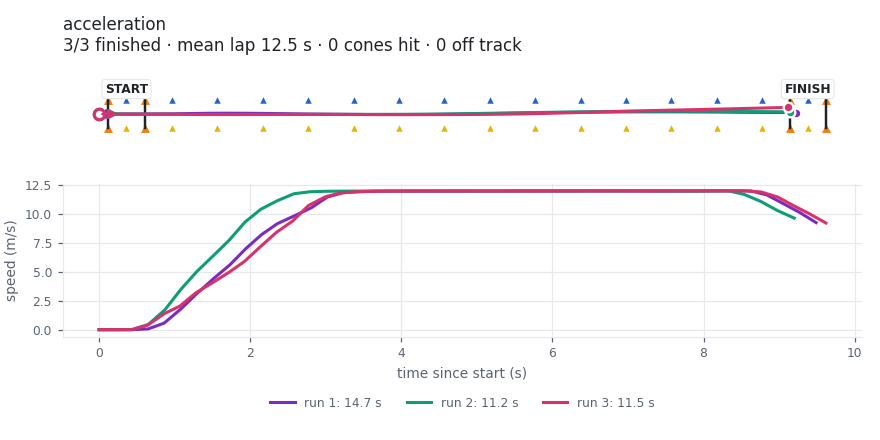 acceleration
3/3 finished · mean lap 12.5 s · 0 cones hit · 0 off track
START
FINISH
12.5
10.0
7.5
5.0
2.5
0.0
speed (m/s)
0 2 4 6 8 10
time since start (s)
run 1: 14.7 s run 2: 11.2 s run 3: 11.5 s